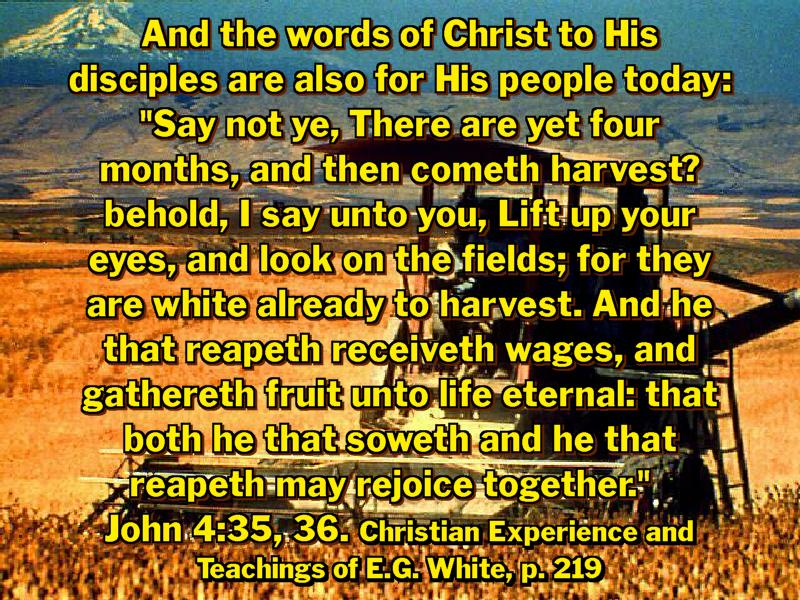 And the words of Christ to His
disciples are also for His people today:
"Say not ye, There are yet four
months, and then cometh harvest?
behold, I say unto you, Lift up your
eyes, and look on the fields; for they
are white already to harvest. And he
that reapeth receiveth wages, and
gathereth fruit unto life eternal: that
both he that soweth and he that
reapeth may rejoice together."
John 4:35, 36. Christian Experience and
Teachings of E.G. White, p. 219